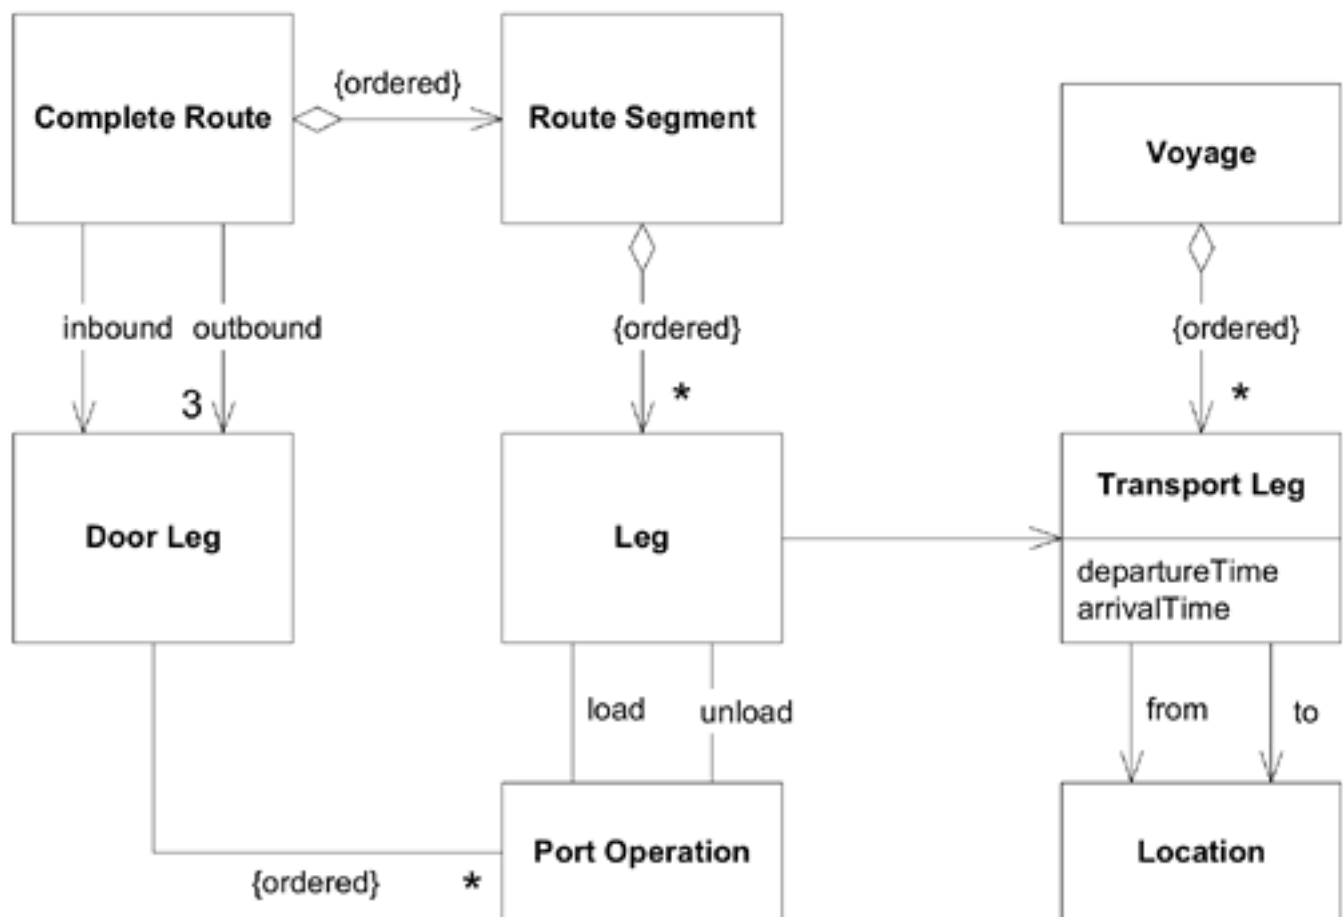 {ordered}
Complete Route
Route Segment
Voyage
inbound
outbound
{ordered}
{ordered}
3
*
*
Door Leg
Leg
Transport Leg
departureTime
arrivalTime
load
unload
from
to
Port Operation
Location
{ordered}
*